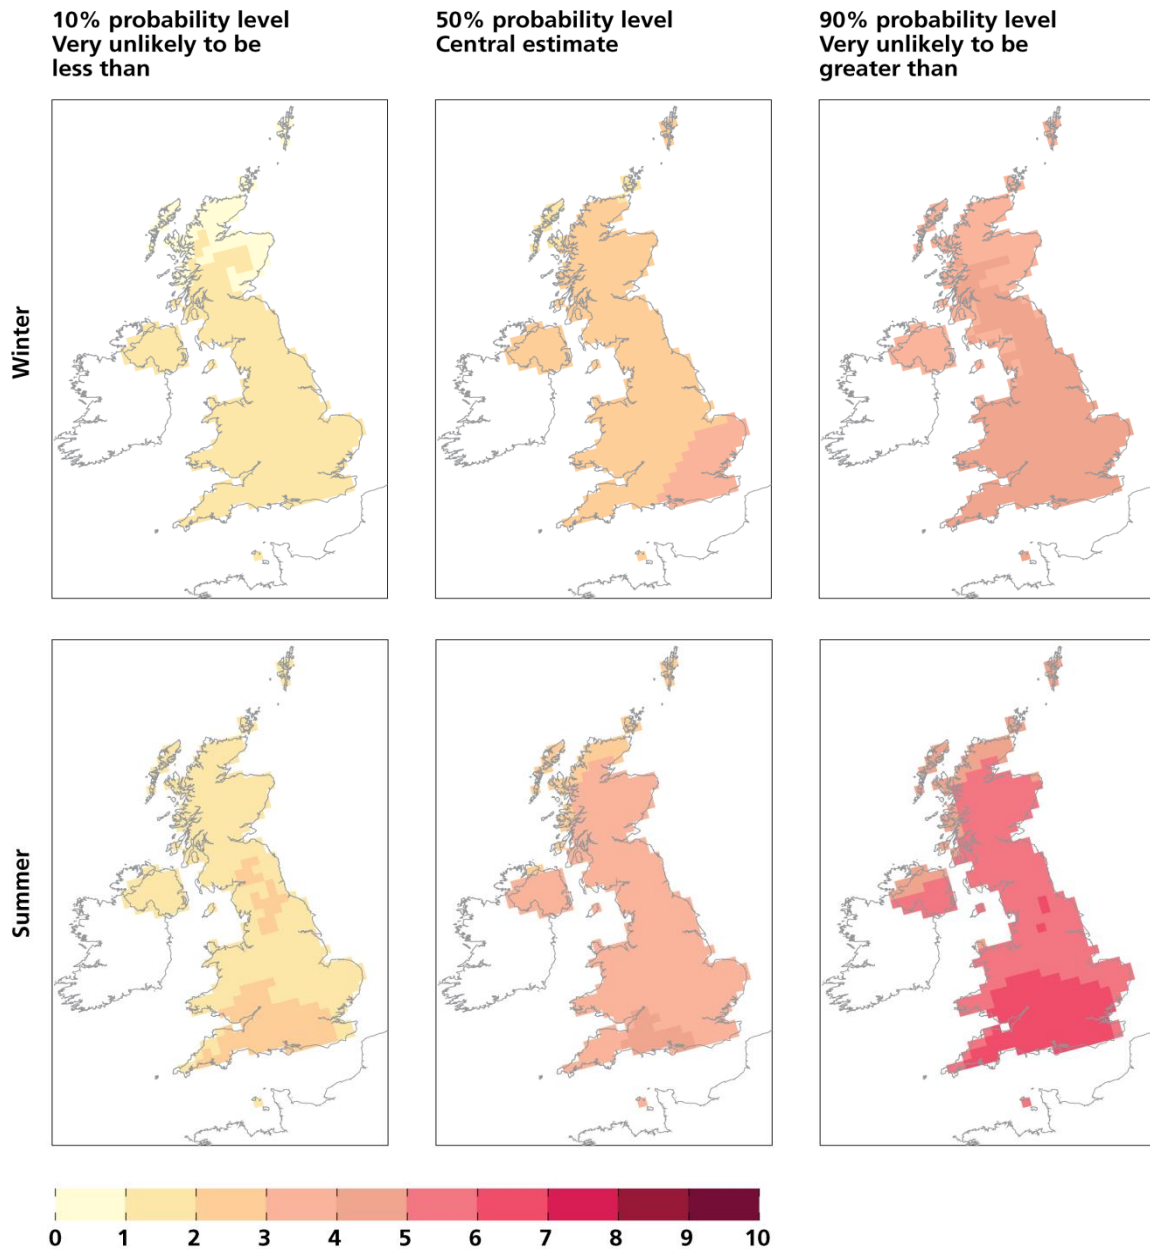 10% probability level
Very unlikely to be
less than
50% probability level
Central estimate
90% probability level
Very unlikely to be
greater than
Winter
Summer
0 1 2 3 4 5 6 7 8 9 10